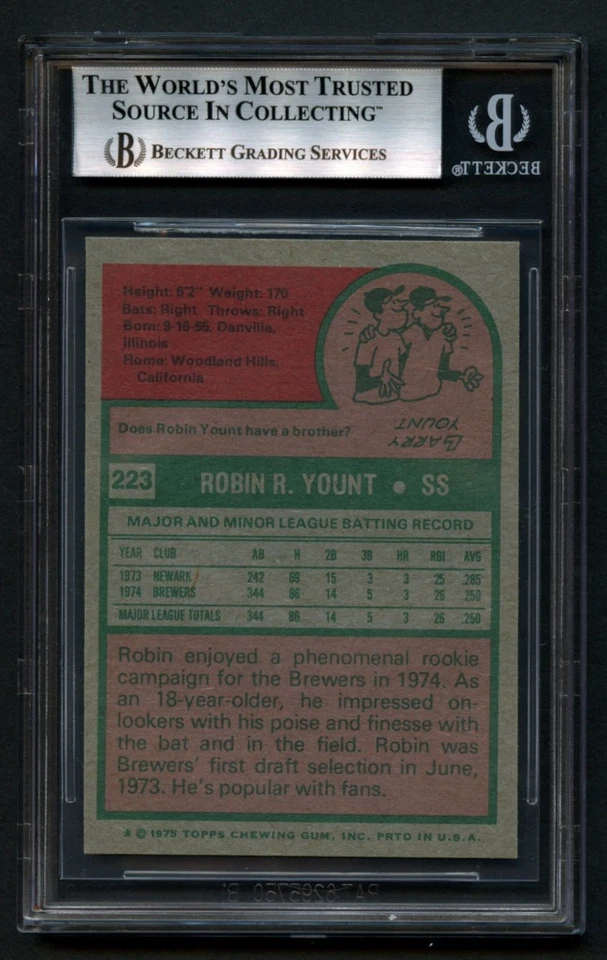 THE WORLD'S MOST TRUSTED
SOURCE IN COLLECTING™
B BECKETT GRADING SERVICES
B
BECKETT®
Height: 6'2" Weight: 170
Bats: Right Throws: Right
Born: 9-16-55, Danville,
Illinois
Home: Woodland Hills,
California
Does Robin Yount have a brother?
LARRY
YOUNT
223 ROBIN R. YOUNT • SS
MAJOR AND MINOR LEAGUE BATTING RECORD
YEAR CLUB AB H 2B 3B HR RBI AVG
1973 NEWARK 242 69 15 3 3 25 .285
1974 BREWERS 344 86 14 5 3 26 .250
MAJOR LEAGUE TOTALS 344 86 14 5 3 26 .250
Robin enjoyed a phenomenal rookie
campaign for the Brewers in 1974. As
an 18-year-older, he impressed on-
lookers with his poise and finesse with
the bat and in the field. Robin was
Brewers' first draft selection in June,
1973. He's popular with fans.
★ © 1975 TOPPS CHEWING GUM, INC. PRTD IN U.S.A.